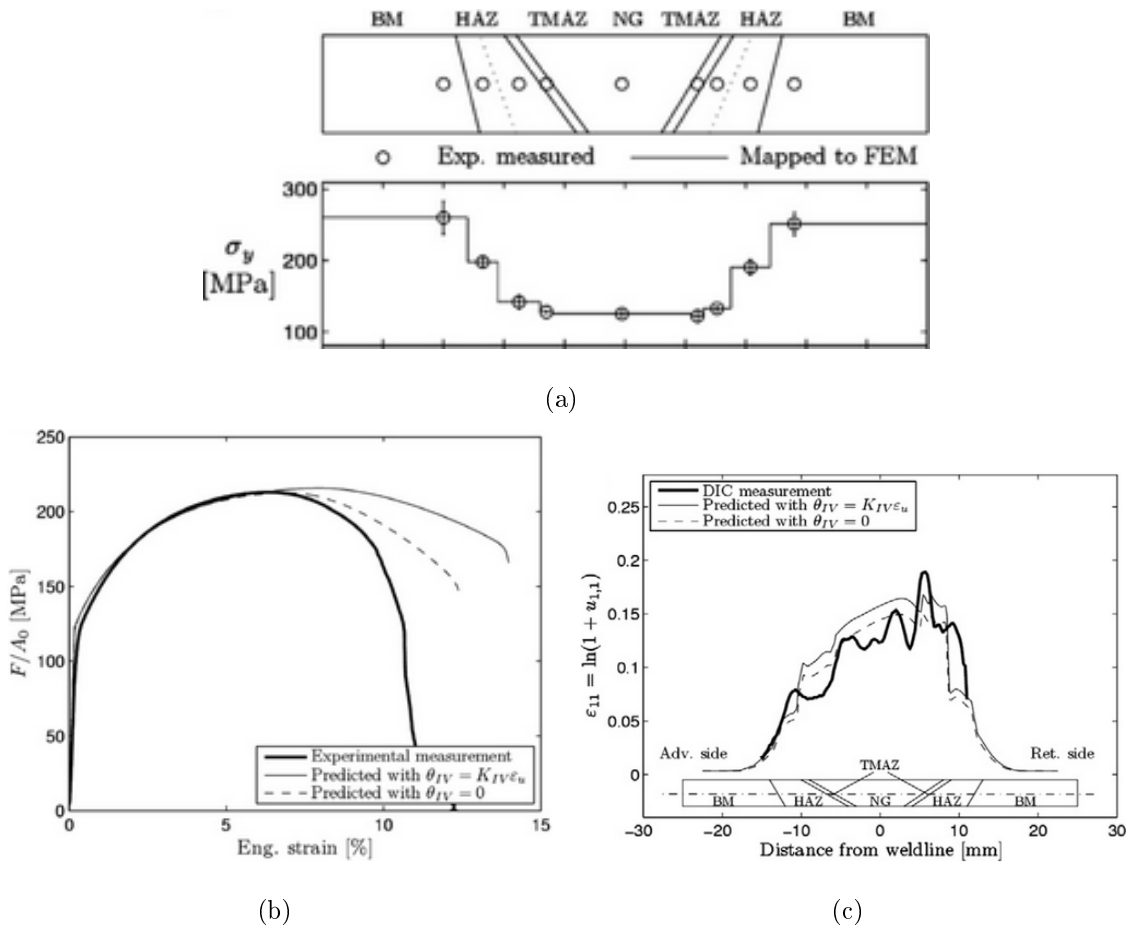 BM HAZ TMAZ NG TMAZ HAZ BM
Exp. measured Mapped to FEM
300
σy 200
[MPa]
100
(a)
250
200
150
100
50
0
F/A0 [MPa]
Experimental measurement
Predicted with θIV = KIVεu
Predicted with θIV = 0
0 5 10 15
Eng. strain [%]
(b)
DIC measurement
Predicted with θIV = KIVεu
Predicted with θIV = 0
0.25
0.2
0.15
0.1
0.05
0
ε11 = ln(1 + u1,1)
Adv. side Ret. side
TMAZ
BM HAZ NG HAZ BM
−30 −20 −10 0 10 20 30
Distance from weldline [mm]
(c)